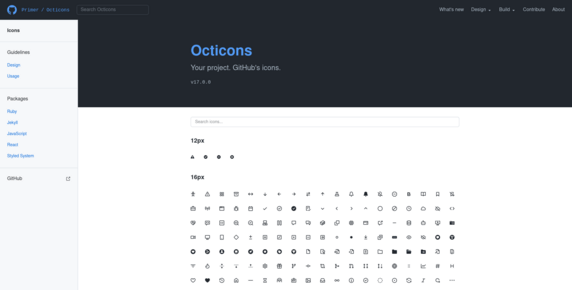 Primer / Octicons
Search Octicons
What's new
Design
Build
Contribute
About
Icons
Guidelines
Design
Usage
Packages
Ruby
Jekyll
JavaScript
React
Styled System
GitHub
Octicons
Your project. GitHub's icons.
v17.0.0
Search icons...
12px
16px